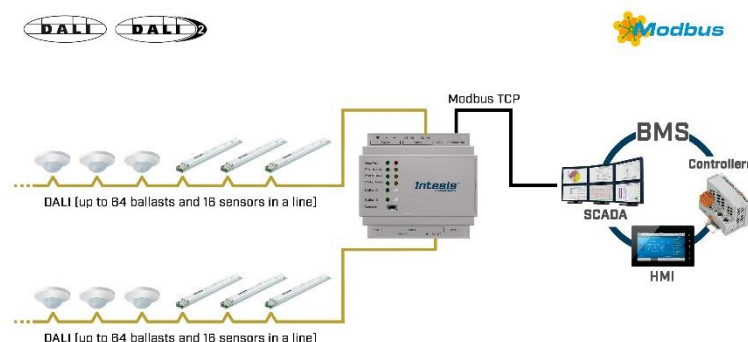 DALI DALI 2
Modbus
Modbus TCP
BMS
Controllers
Intesis
SCADA
DALI [up to 64 ballasts and 16 sensors in a line]
HMI
DALI [up to 64 ballasts and 16 sensors in a line]